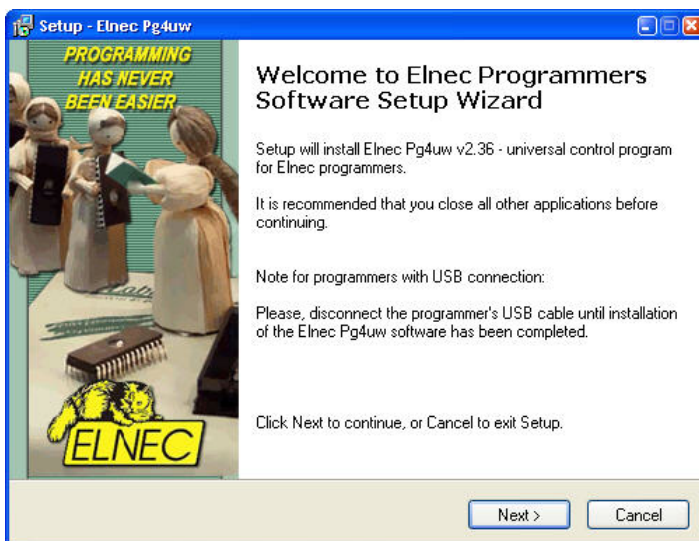 Setup - Elnec Pg4uw
PROGRAMMING
HAS NEVER
BEEN EASIER
Welcome to Elnec Programmers
Software Setup Wizard
Setup will install Elnec Pg4uw v2.36 - universal control program
for Elnec programmers.
It is recommended that you close all other applications before
continuing.
Note for programmers with USB connection:
Please, disconnect the programmer's USB cable until installation
of the Elnec Pg4uw software has been completed.
Click Next to continue, or Cancel to exit Setup.
ELNEC
Next >
Cancel